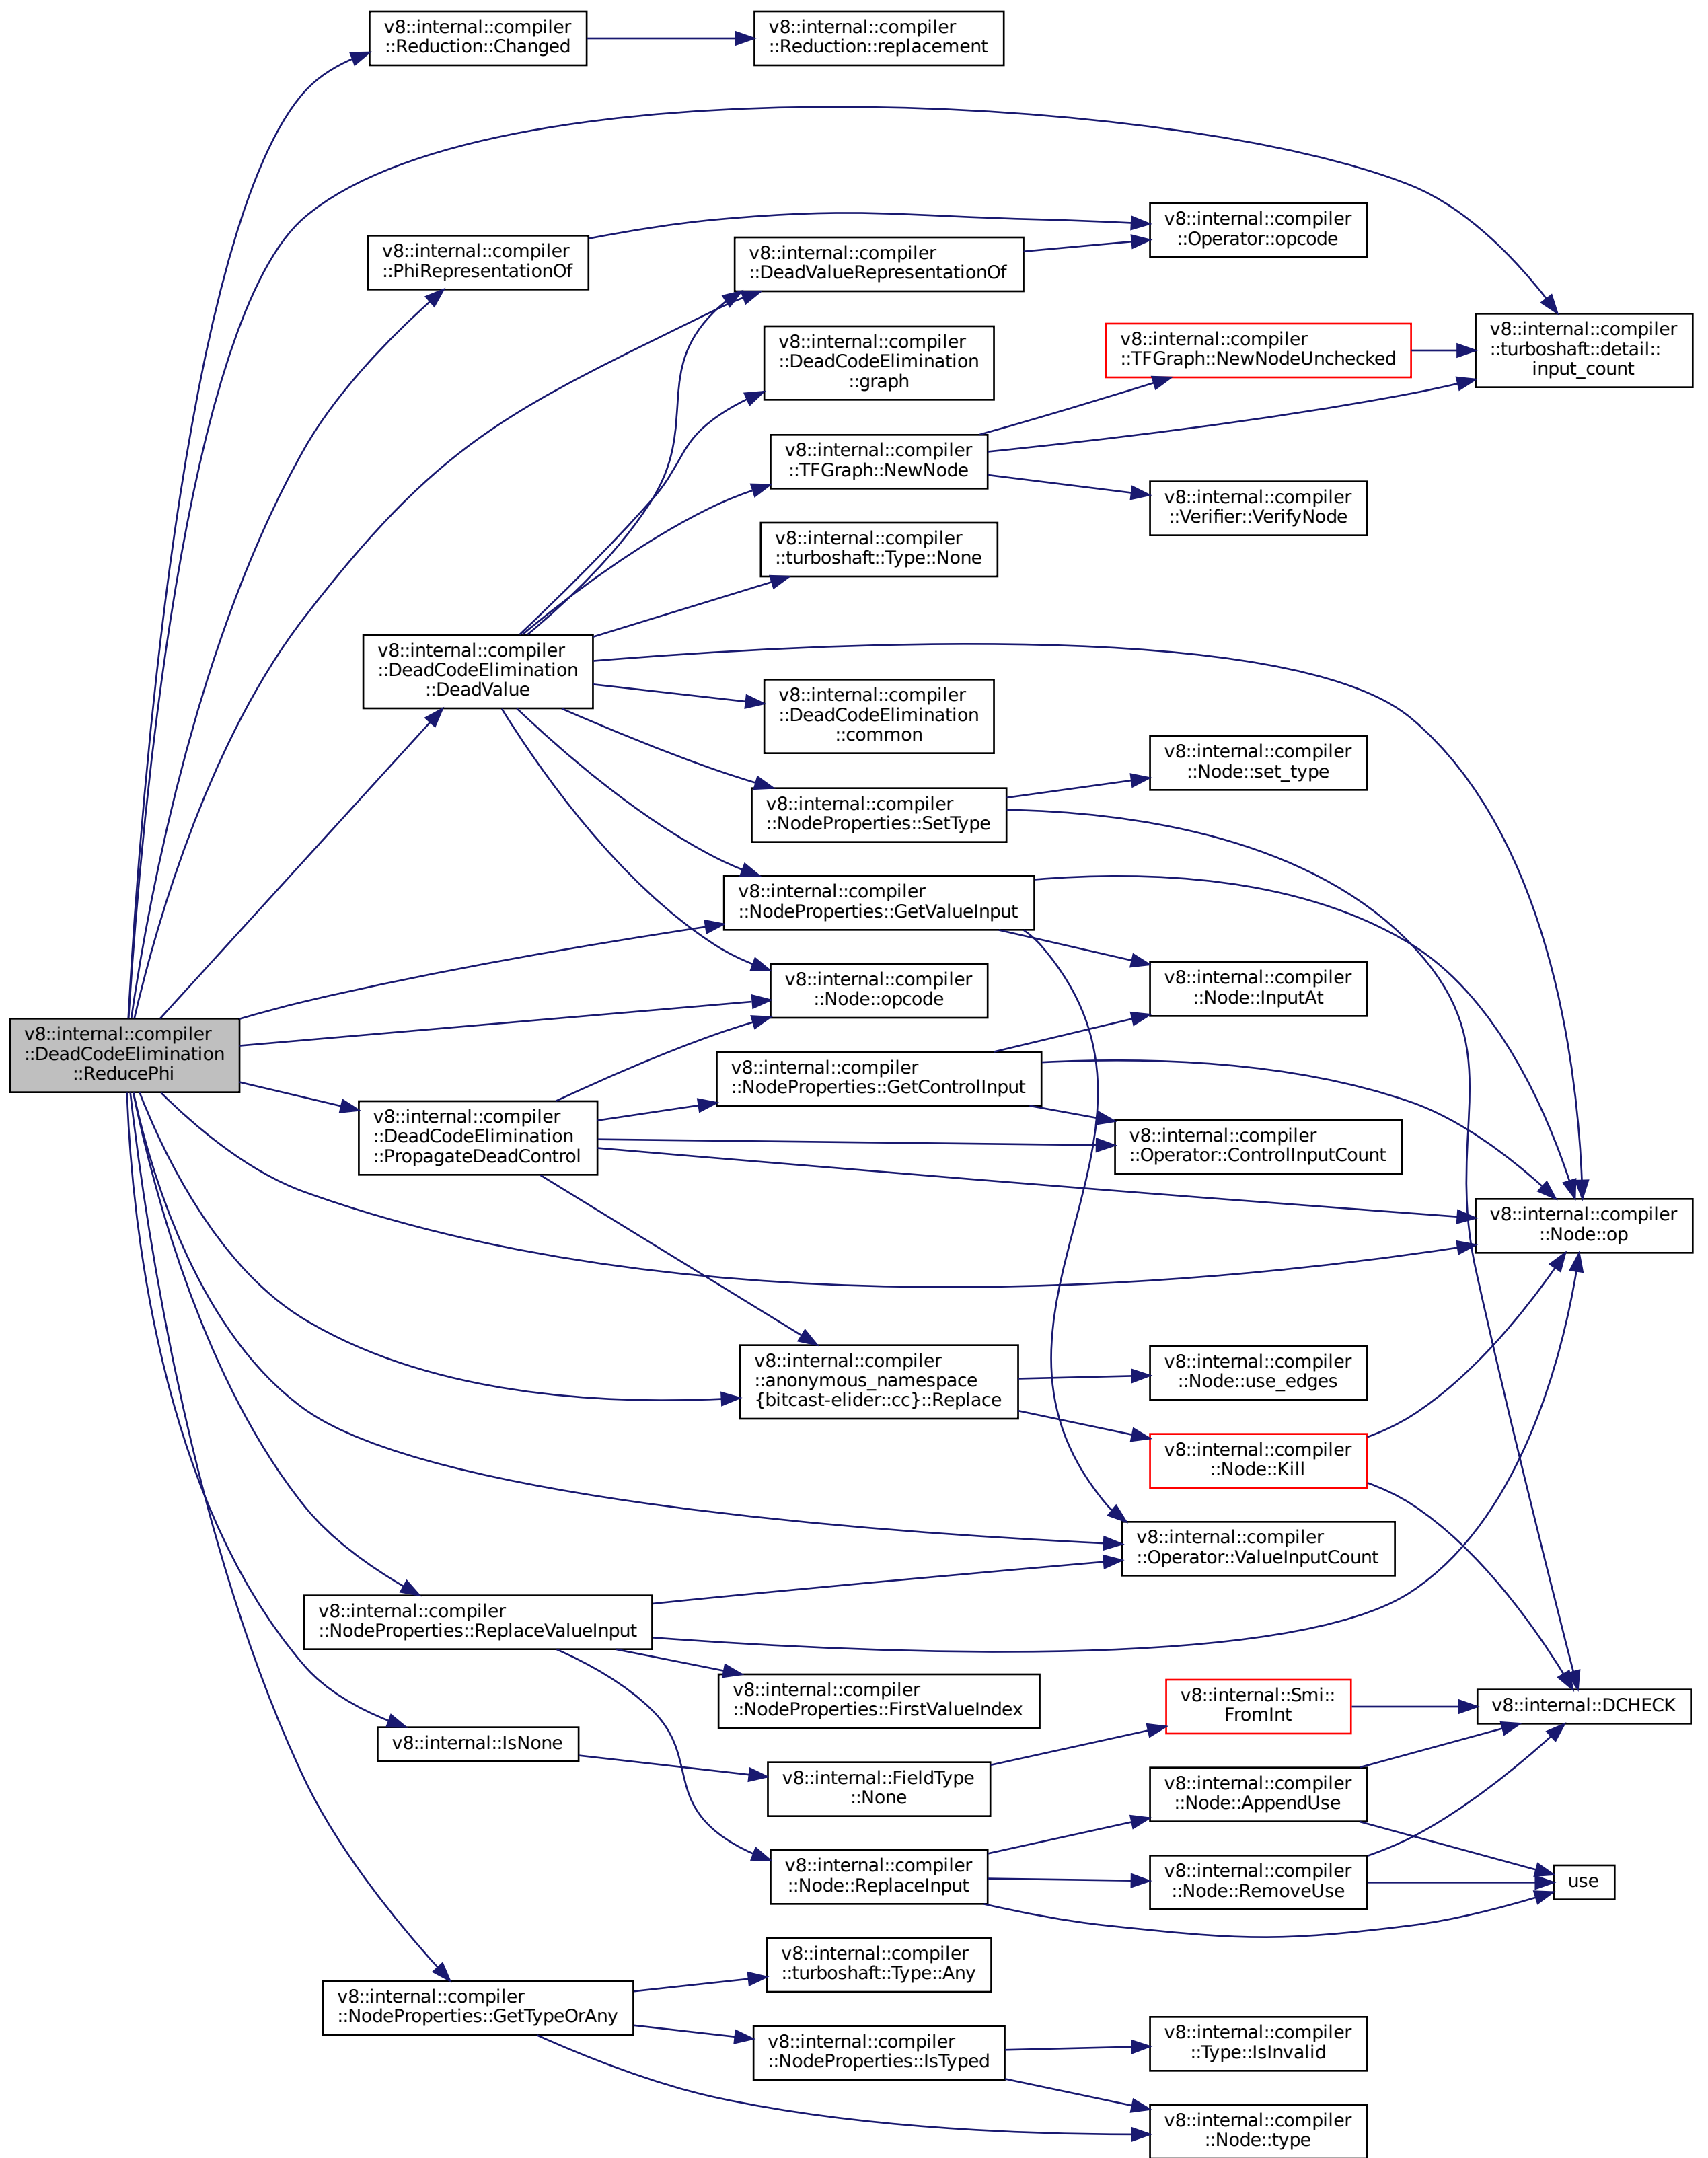 v8::internal::compiler
::Reduction::Changed
v8::internal::compiler
::Reduction::replacement
v8::internal::compiler
::Operator::opcode
v8::internal::compiler
::PhiRepresentationOf
v8::internal::compiler
::DeadValueRepresentationOf
v8::internal::compiler
::turboshaft::detail::
input_count
v8::internal::compiler
::DeadCodeElimination
::graph
v8::internal::compiler
::TFGraph::NewNodeUnchecked
v8::internal::compiler
::TFGraph::NewNode
v8::internal::compiler
::Verifier::VerifyNode
v8::internal::compiler
::turboshaft::Type::None
v8::internal::compiler
::DeadCodeElimination
::DeadValue
v8::internal::compiler
::DeadCodeElimination
::common
v8::internal::compiler
::Node::set_type
v8::internal::compiler
::NodeProperties::SetType
v8::internal::compiler
::NodeProperties::GetValueInput
v8::internal::compiler
::Node::opcode
v8::internal::compiler
::Node::InputAt
v8::internal::compiler
::DeadCodeElimination
::ReducePhi
v8::internal::compiler
::NodeProperties::GetControlInput
v8::internal::compiler
::DeadCodeElimination
::PropagateDeadControl
v8::internal::compiler
::Operator::ControlInputCount
v8::internal::compiler
::Node::op
v8::internal::compiler
::anonymous_namespace
{bitcast-elider::cc}::Replace
v8::internal::compiler
::Node::use_edges
v8::internal::compiler
::Node::Kill
v8::internal::compiler
::Operator::ValueInputCount
v8::internal::compiler
::NodeProperties::ReplaceValueInput
v8::internal::compiler
::NodeProperties::FirstValueIndex
v8::internal::Smi::
FromInt
v8::internal::DCHECK
v8::internal::IsNone
v8::internal::FieldType
::None
v8::internal::compiler
::Node::AppendUse
v8::internal::compiler
::Node::ReplaceInput
v8::internal::compiler
::Node::RemoveUse
use
v8::internal::compiler
::turboshaft::Type::Any
v8::internal::compiler
::NodeProperties::GetTypeOrAny
v8::internal::compiler
::NodeProperties::IsTyped
v8::internal::compiler
::Type::IsInvalid
v8::internal::compiler
::Node::type